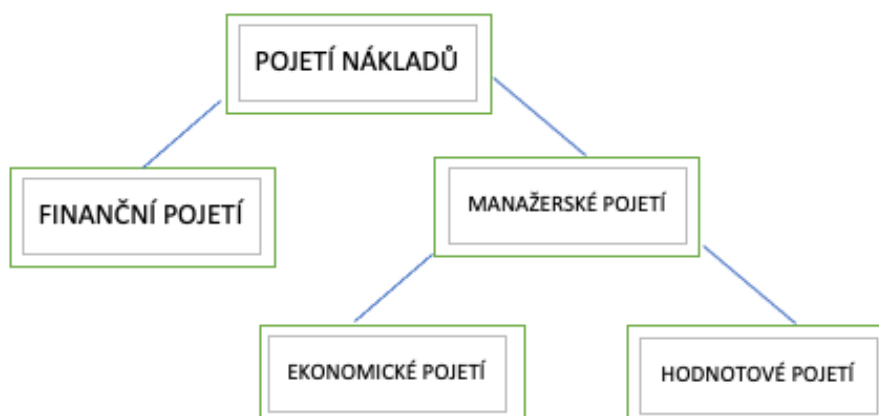 POJETÍ NÁKLADŮ
FINANČNÍ POJETÍ
MANAŽERSKÉ POJETÍ
EKONOMICKÉ POJETÍ
HODNOTOVÉ POJETÍ